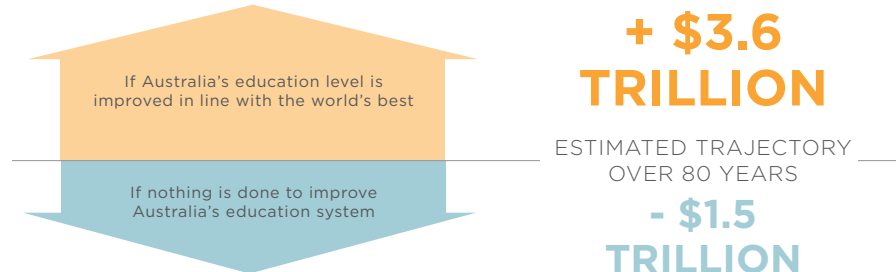 If Australia's education level is
improved in line with the world's best
If nothing is done to improve
Australia's education system
+ $3.6
TRILLION
ESTIMATED TRAJECTORY
OVER 80 YEARS
- $1.5
TRILLION